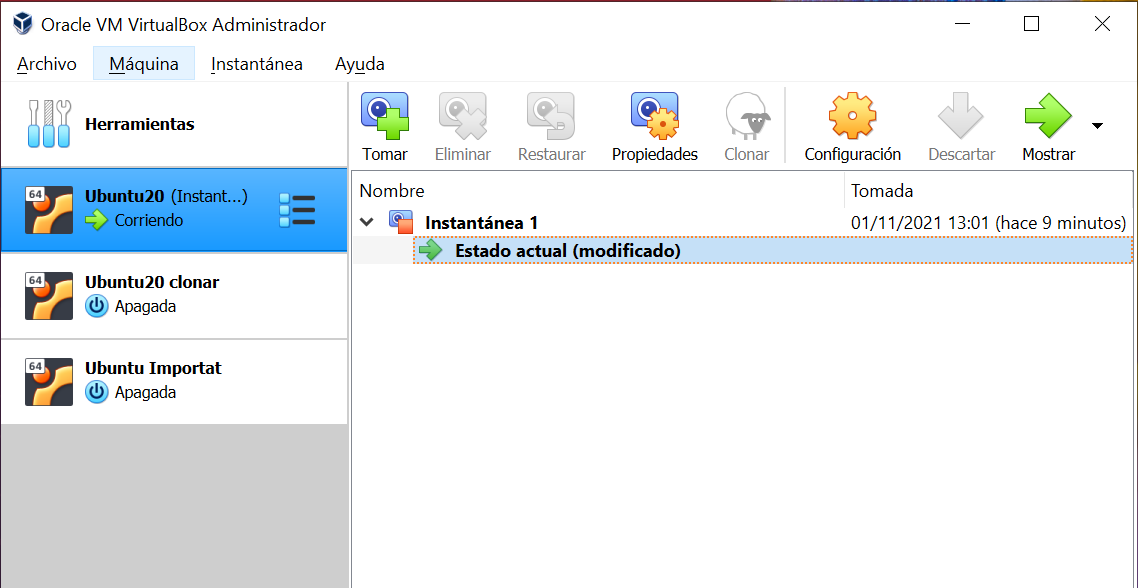 Oracle VM VirtualBox Administrador
Archivo Máquina Instantánea Ayuda
Herramientas
Tomar Eliminar Restaurar Propiedades Clonar Configuración Descartar Mostrar
64
Ubuntu20 (Instant...)
Corriendo
64
Ubuntu20 clonar
Apagada
64
Ubuntu Importat
Apagada
Nombre Tomada
Instantánea 1 01/11/2021 13:01 (hace 9 minutos)
Estado actual (modificado)